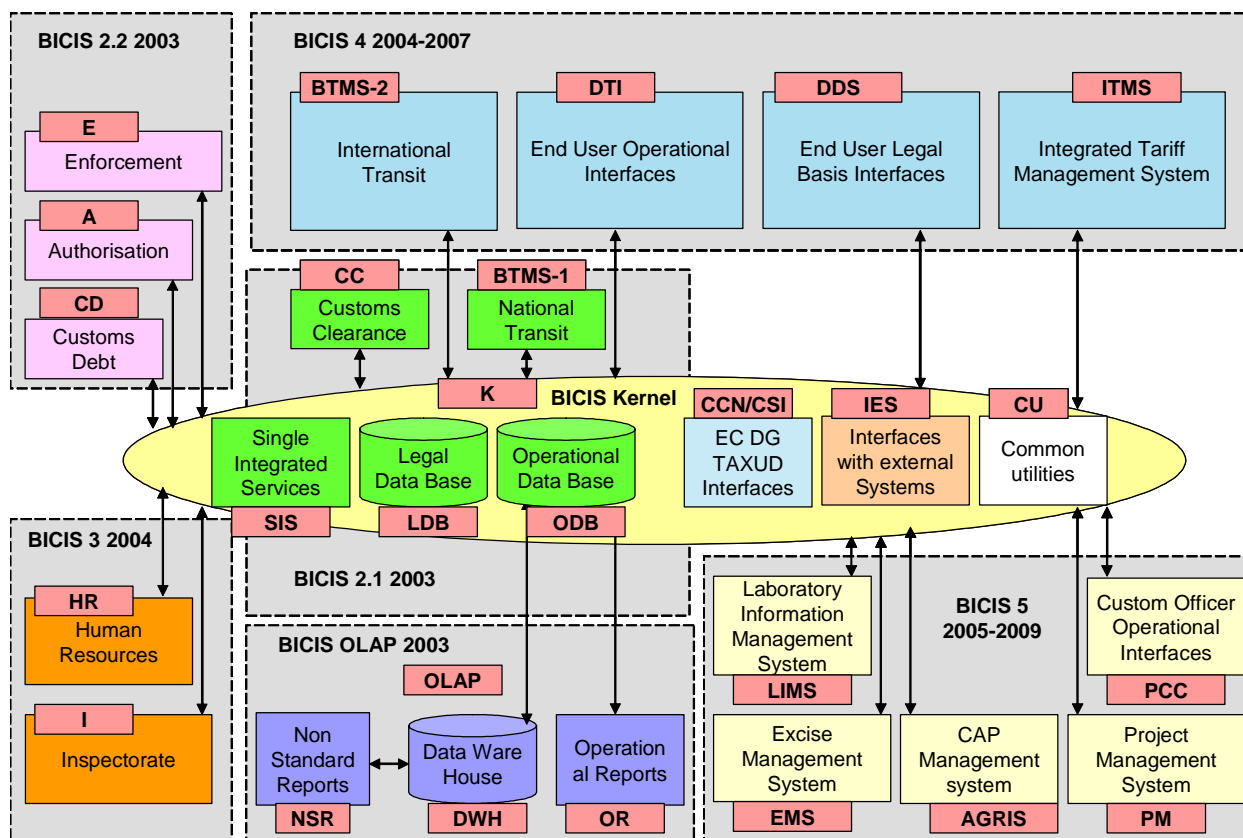 BICIS 2.2 2003
E
Enforcement
A
Authorisation
CD
Customs
Debt
BICIS 4 2004-2007
BTMS-2
International
Transit
DTI
End User Operational
Interfaces
DDS
End User Legal
Basis Interfaces
ITMS
Integrated Tariff
Management System
CC
Customs
Clearance
BTMS-1
National
Transit
K
BICIS Kernel
Single
Integrated
Services
SIS
Legal
Data Base
LDB
Operational
Data Base
ODB
CCN/CSI
EC DG
TAXUD
Interfaces
IES
Interfaces
with external
Systems
CU
Common
utilities
BICIS 2.1 2003
BICIS 3 2004
HR
Human
Resources
I
Inspectorate
BICIS OLAP 2003
OLAP
Non
Standard
Reports
NSR
Data Ware
House
DWH
Operation
al Reports
OR
BICIS 5
2005-2009
Laboratory
Information
Management
System
LIMS
Custom Officer
Operational
Interfaces
PCC
Excise
Management
System
EMS
CAP
Management
system
AGRIS
Project
Management
System
PM